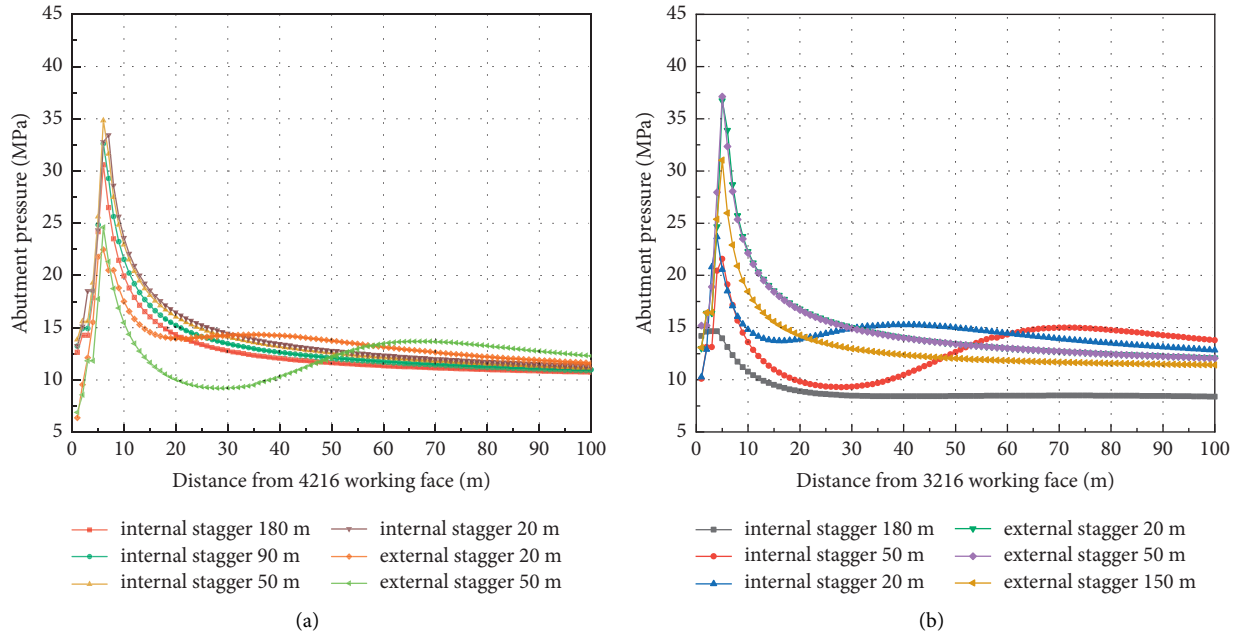 45
40
35
30
25
20
15
10
5
Abutment pressure (MPa)
0 10 20 30 40 50 60 70 80 90 100
Distance from 4216 working face (m)
internal stagger 180 m internal stagger 20 m
internal stagger 90 m external stagger 20 m
internal stagger 50 m external stagger 50 m
(a)
45
40
35
30
25
20
15
10
5
Abutment pressure (MPa)
0 10 20 30 40 50 60 70 80 90 100
Distance from 3216 working face (m)
internal stagger 180 m external stagger 20 m
internal stagger 50 m external stagger 50 m
internal stagger 20 m external stagger 150 m
(b)